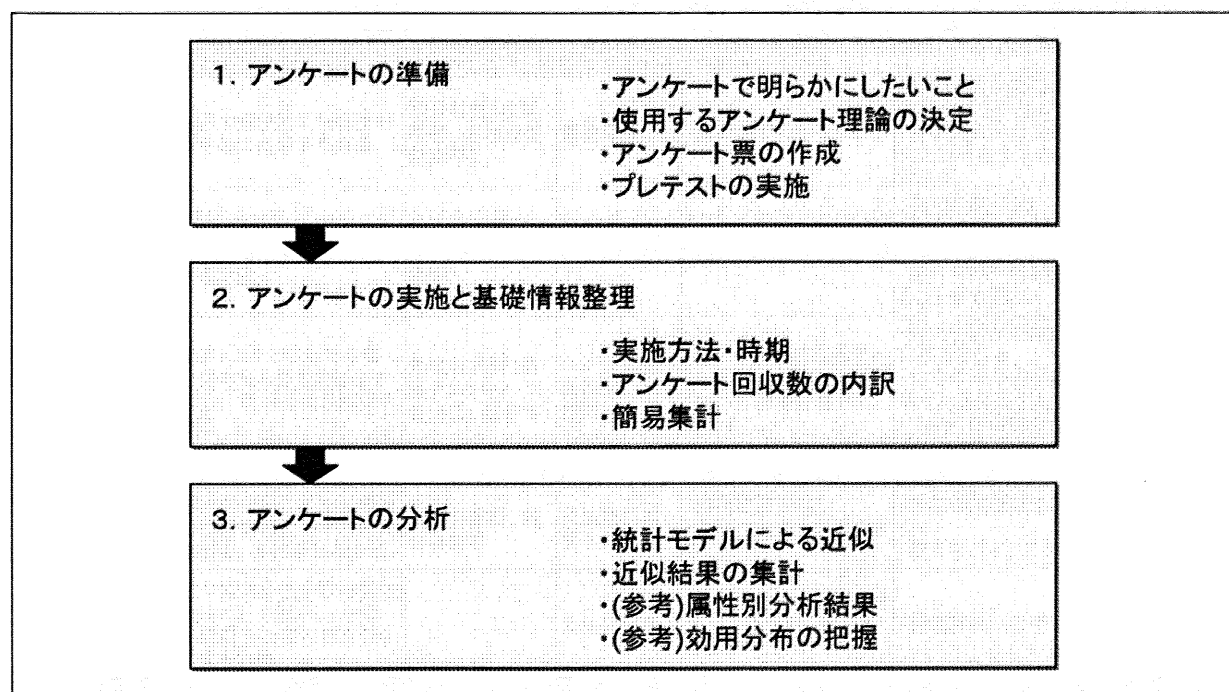 1. アンケートの準備
・アンケートで明らかにしたいこと
・使用するアンケート理論の決定
・アンケート票の作成
・プレテストの実施
2. アンケートの実施と基礎情報整理
・実施方法・時期
・アンケート回収数の内訳
・簡易集計
3. アンケートの分析
・統計モデルによる近似
・近似結果の集計
・(参考)属性別分析結果
・(参考)効用分布の把握